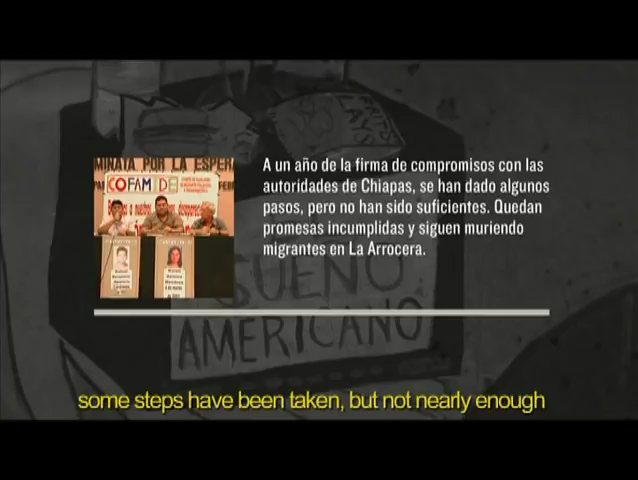 A un año de la firma de compromisos con las
autoridades de Chiapas, se han dado algunos
pasos, pero no han sido suficientes. Quedan
promesas incumplidas y siguen muriendo
migrantes en La Arrocera.
MINATA POR LA ESPER
COFAMIDE
LAYS
SUEÑO
AMERICANO
some steps have been taken, but not nearly enough